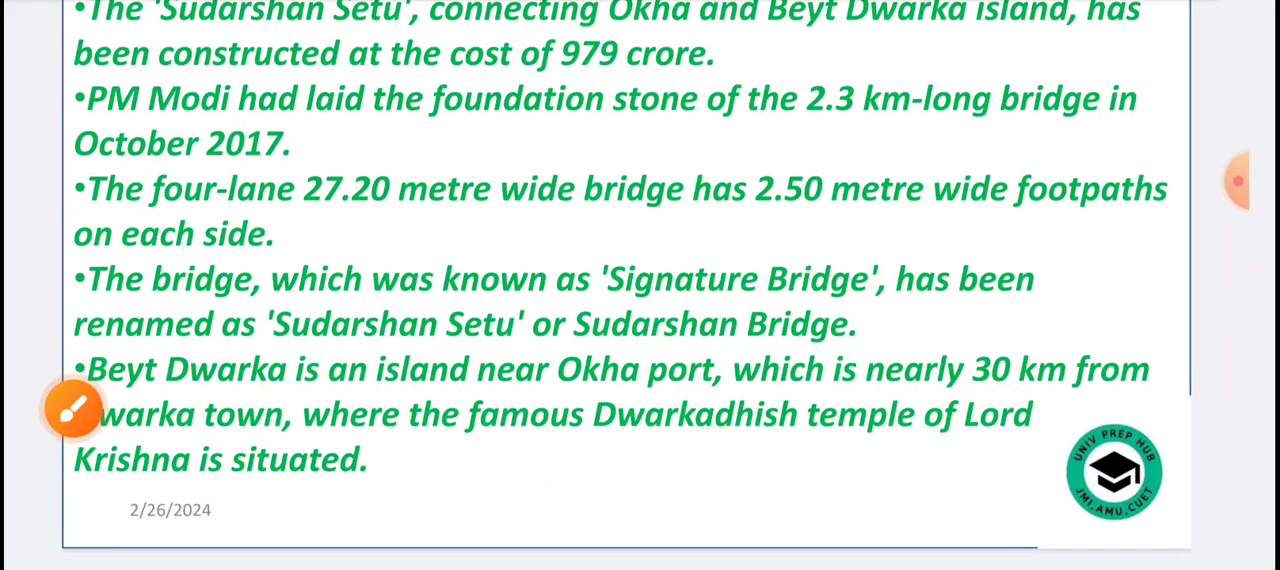 •The 'Sudarshan Setu', connecting Okha and Beyt Dwarka island, has
been constructed at the cost of 979 crore.
•PM Modi had laid the foundation stone of the 2.3 km-long bridge in
October 2017.
•The four-lane 27.20 metre wide bridge has 2.50 metre wide footpaths
on each side.
•The bridge, which was known as 'Signature Bridge', has been
renamed as 'Sudarshan Setu' or Sudarshan Bridge.
•Beyt Dwarka is an island near Okha port, which is nearly 30 km from
warka town, where the famous Dwarkadhish temple of Lord
Krishna is situated.
UNIV PREP HUB
JMI,AMU,CUET
2/26/2024